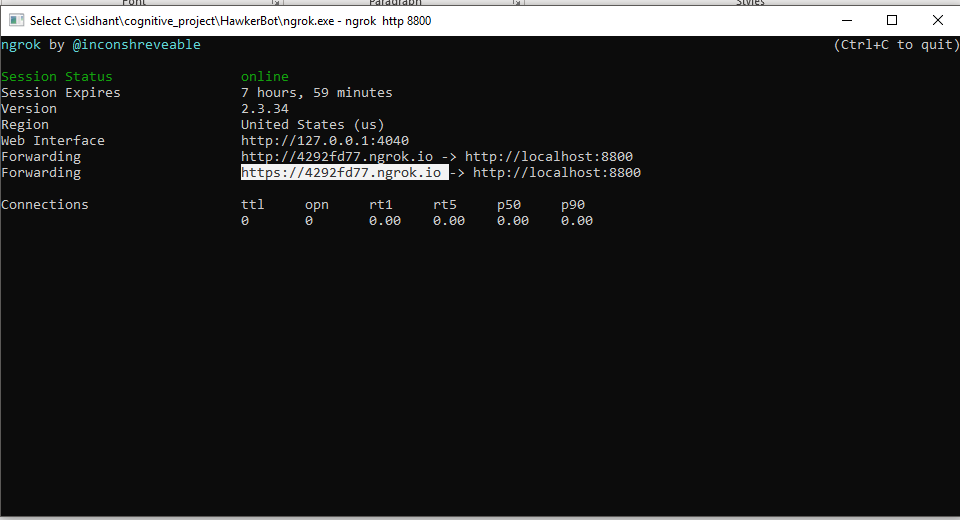 Font Paragraph Styles
Select C:\sidhant\cognitive_project\HawkerBot\ngrok.exe - ngrok  http 8800
ngrok by @inconshreveable (Ctrl+C to quit)
Session Status online
Session Expires 7 hours, 59 minutes
Version 2.3.34
Region United States (us)
Web Interface http://127.0.0.1:4040
Forwarding http://4292fd77.ngrok.io -> http://localhost:8800
Forwarding https://4292fd77.ngrok.io -> http://localhost:8800
Connections ttl opn rt1 rt5 p50 p90
0 0 0.00 0.00 0.00 0.00